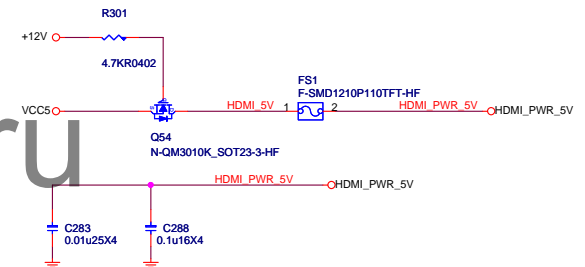 R301
+12V
4.7KR0402
FS1
F-SMD1210P110TFT-HF
VCC5
HDMI_5V
1
2
HDMI_PWR_5V
HDMI_PWR_5V
Q54
N-QM3010K_SOT23-3-HF
ru
HDMI_PWR_5V
HDMI_PWR_5V
C283
0.01u25X4
C288
0.1u16X4